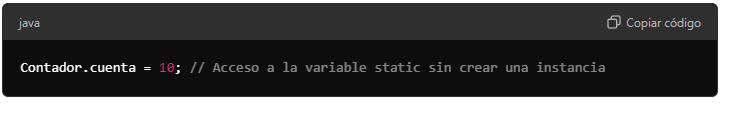 java
Copiar código
Contador.cuenta = 10; // Acceso a la variable static sin crear una instancia